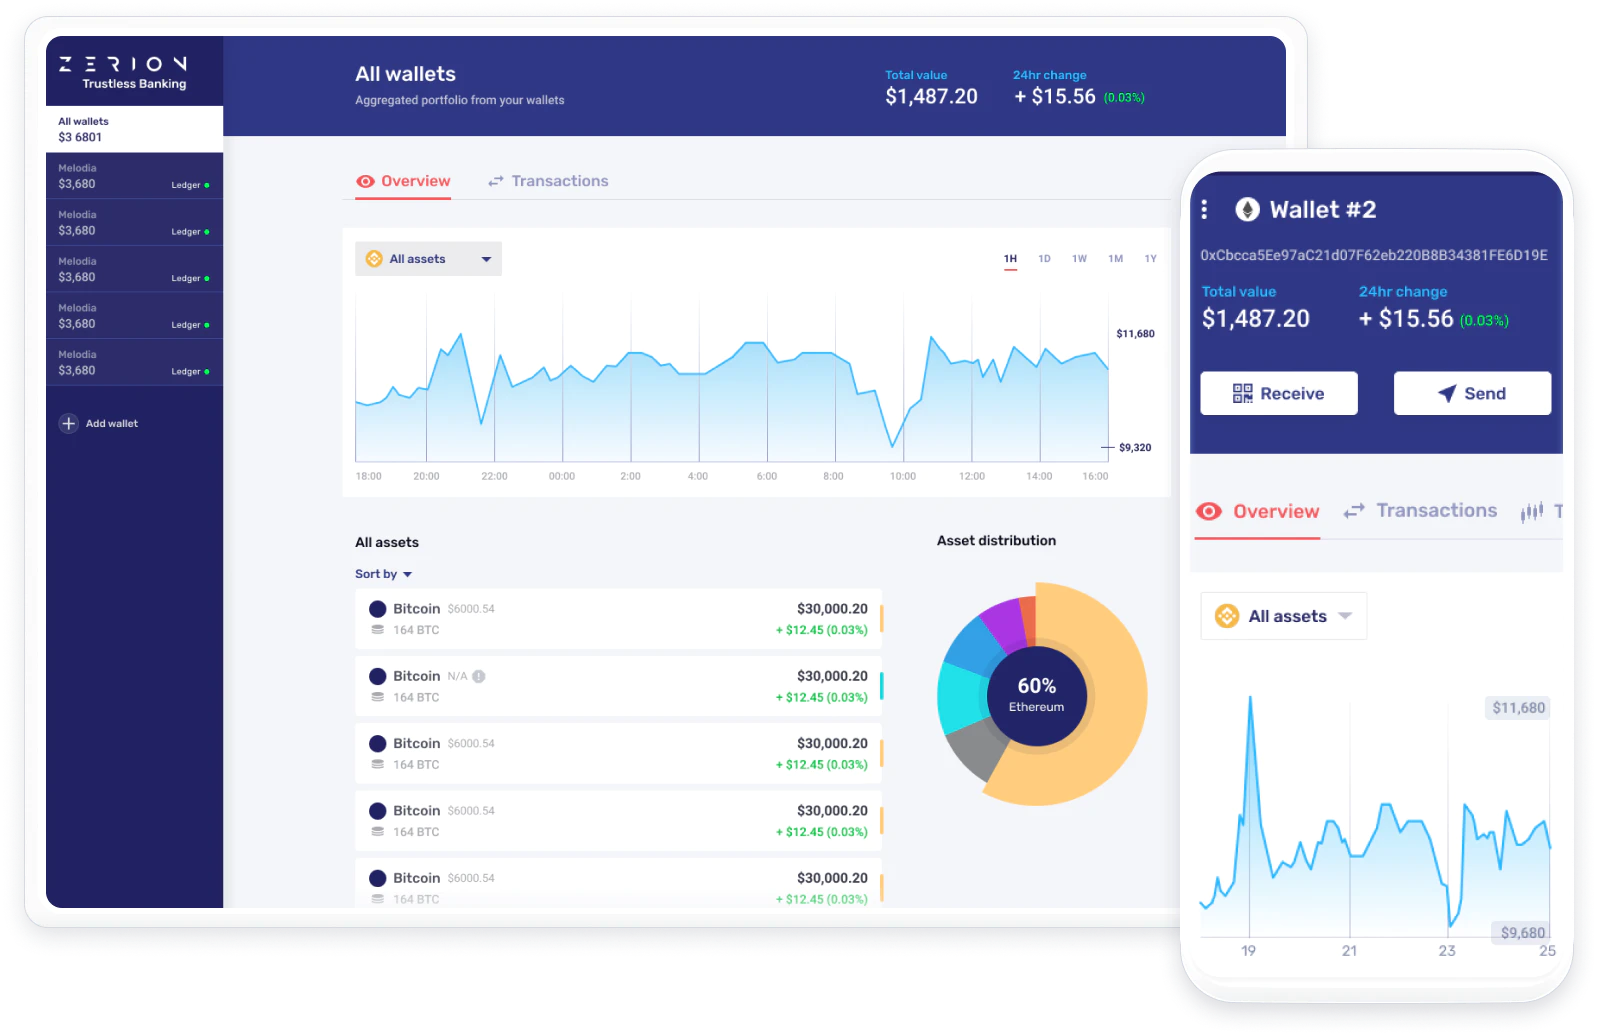 ZERION
Trustless Banking
All wallets
$3 6801
Melodia
$3,680
Ledger
Melodia
$3,680
Ledger
Melodia
$3,680
Ledger
Melodia
$3,680
Ledger
Melodia
$3,680
Ledger
Add wallet
All wallets
Aggregated portfolio from your wallets
Total value
$1,487.20
24hr change
+ $15.56 (0.03%)
Overview
Transactions
All assets
1H 1D 1W 1M 1Y
$11,680
$9,320
18:00 20:00 22:00 00:00 2:00 4:00 6:00 8:00 10:00 12:00 14:00 16:00
All assets
Sort by
Bitcoin $6000.54
$30,000.20
164 BTC
+ $12.45 (0.03%)
Bitcoin N/A !
$30,000.20
164 BTC
+ $12.45 (0.03%)
Bitcoin $6000.54
$30,000.20
164 BTC
+ $12.45 (0.03%)
Bitcoin $6000.54
$30,000.20
164 BTC
+ $12.45 (0.03%)
Bitcoin $6000.54
$30,000.20
164 BTC
+ $12.45 (0.03%)
Asset distribution
60%
Ethereum
Wallet #2
0xCbcca5Ee97aC21d07F62eb220B8B34381FE6D19E
Total value
$1,487.20
24hr change
+ $15.56 (0.03%)
Receive
Send
Overview
Transactions
T
All assets
$11,680
$9,680
19 21 23 25